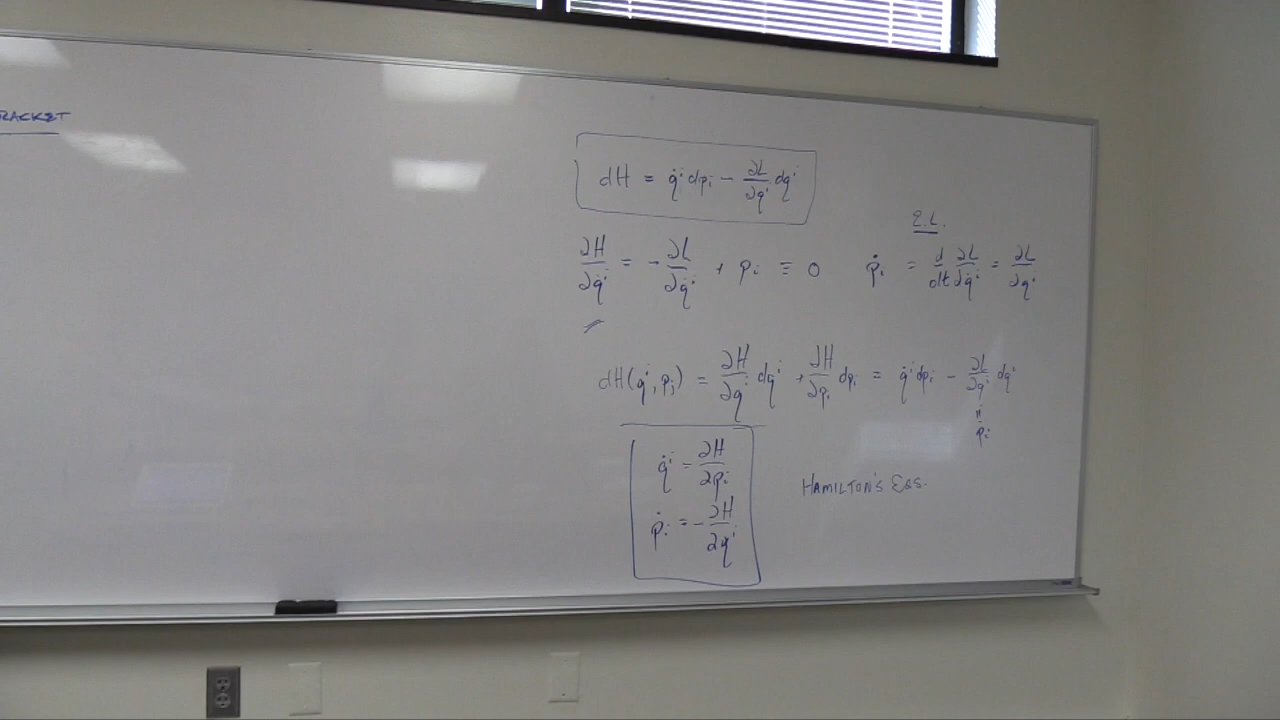 RACKET
dH = q̇ⁱ dpᵢ − ∂L/∂qⁱ dqⁱ
E.L.
∂H/∂q̇ⁱ = − ∂L/∂q̇ⁱ + pᵢ ≡ 0 ṗᵢ = d/dt ∂L/∂q̇ⁱ = ∂L/∂qⁱ
dH(qⁱ, pⱼ) = ∂H/∂qⁱ dqⁱ + ∂H/∂pᵢ dpᵢ = q̇ⁱ dpᵢ − ∂L/∂qⁱ dqⁱ
ṗᵢ
q̇ⁱ = ∂H/∂pᵢ
HAMILTON'S EQS.
ṗᵢ = − ∂H/∂qⁱ